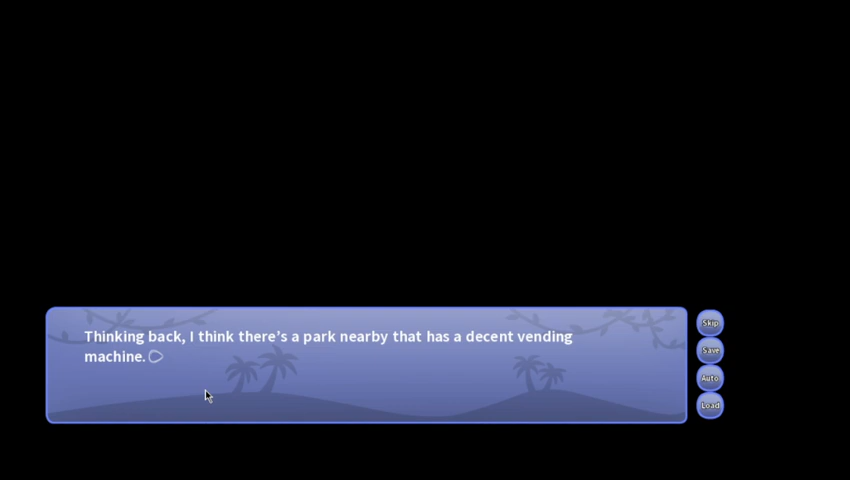 Thinking back, I think there's a park nearby that has a decent vending
machine.
Skip
Save
Auto
Load